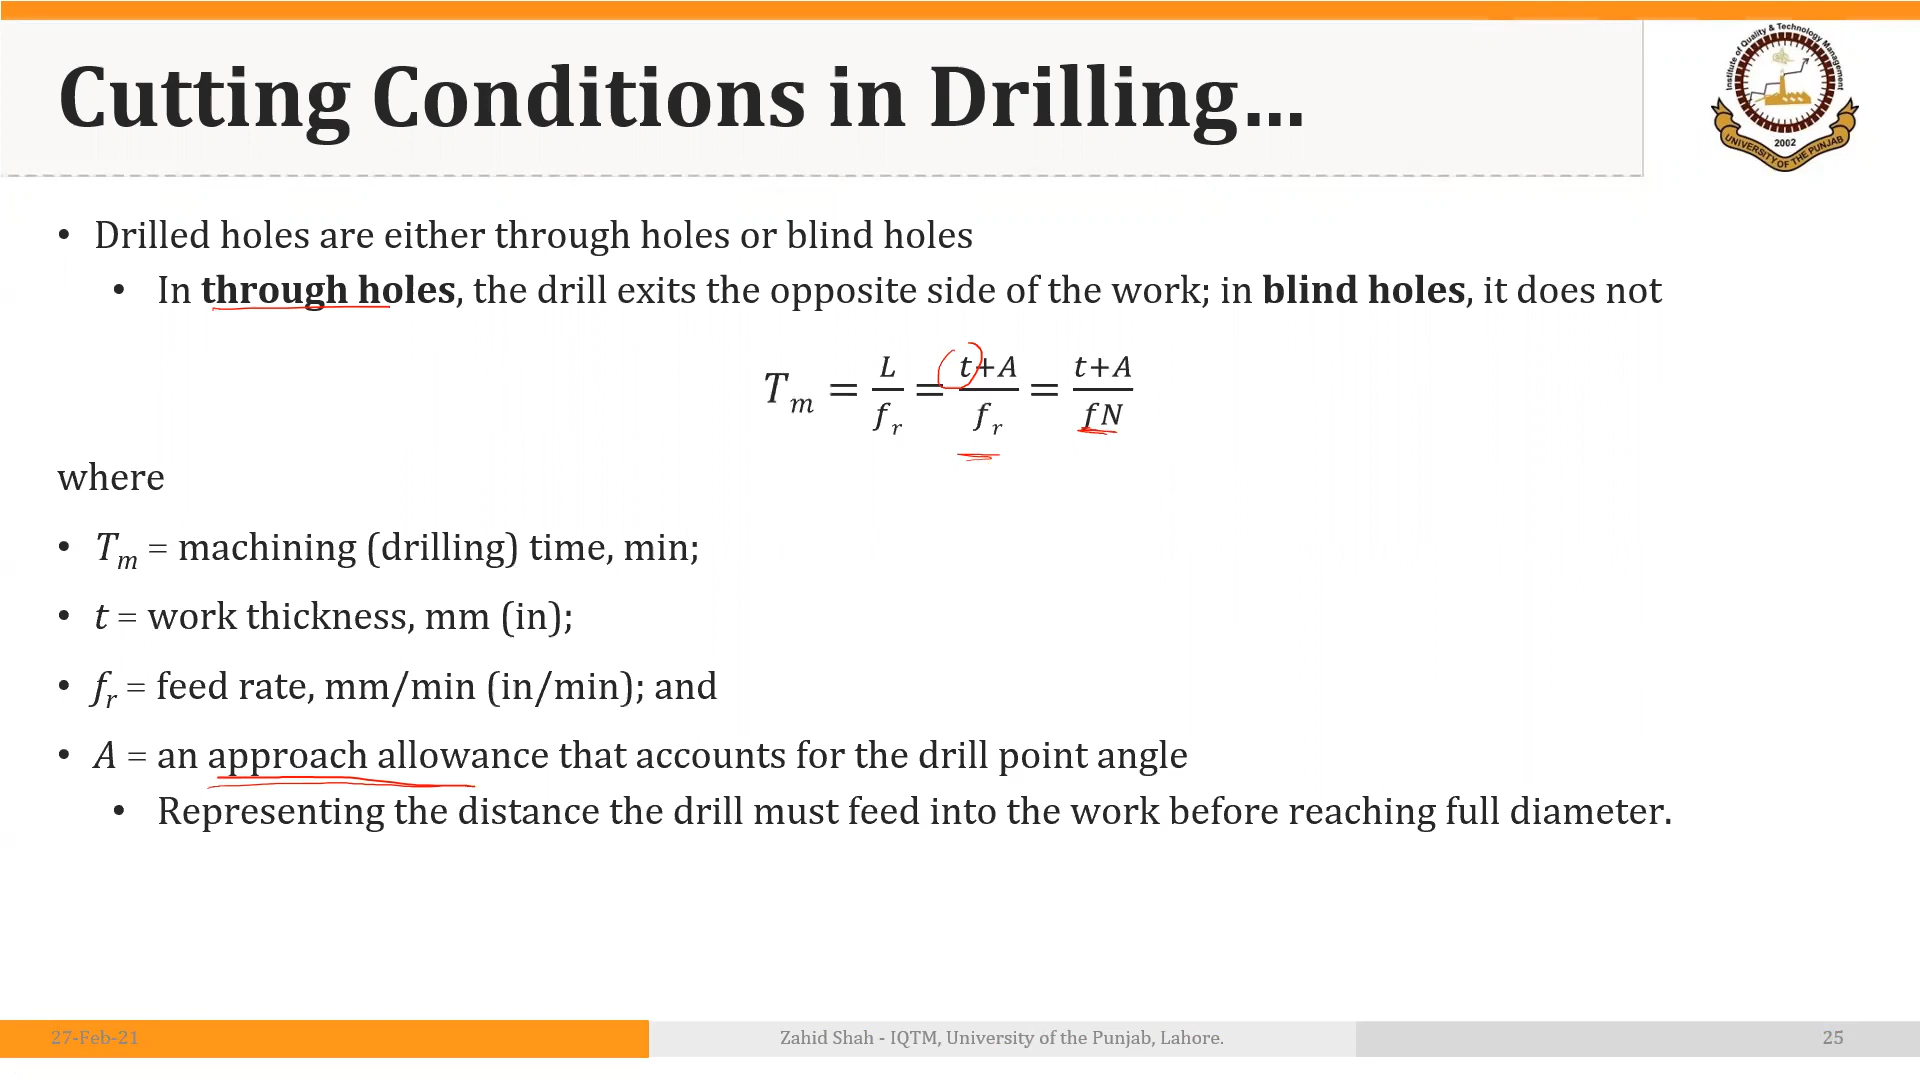 Cutting Conditions in Drilling...
Institute of Quality & Technology Management
2002
UNIVERSITY OF THE PUNJAB
• Drilled holes are either through holes or blind holes
• In through holes, the drill exits the opposite side of the work; in blind holes, it does not
T_m = L/f_r = t+A/f_r = t+A/fN
where
• T_m = machining (drilling) time, min;
• t = work thickness, mm (in);
• f_r = feed rate, mm/min (in/min); and
• A = an approach allowance that accounts for the drill point angle
• Representing the distance the drill must feed into the work before reaching full diameter.
27-Feb-21
Zahid Shah - IQTM, University of the Punjab, Lahore.
25